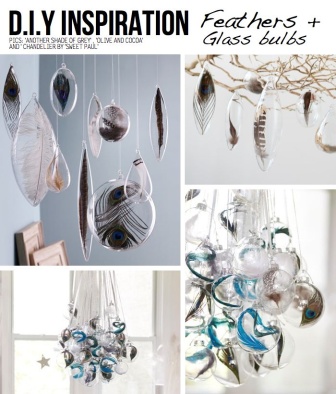 D.I.Y INSPIRATION
PICS: 'ANOTHER SHADE OF GREY', 'OLIVE AND COCOA'
AND ' CHANDELIER BY 'SWEET PAUL'
Feathers +
Glass bulbs